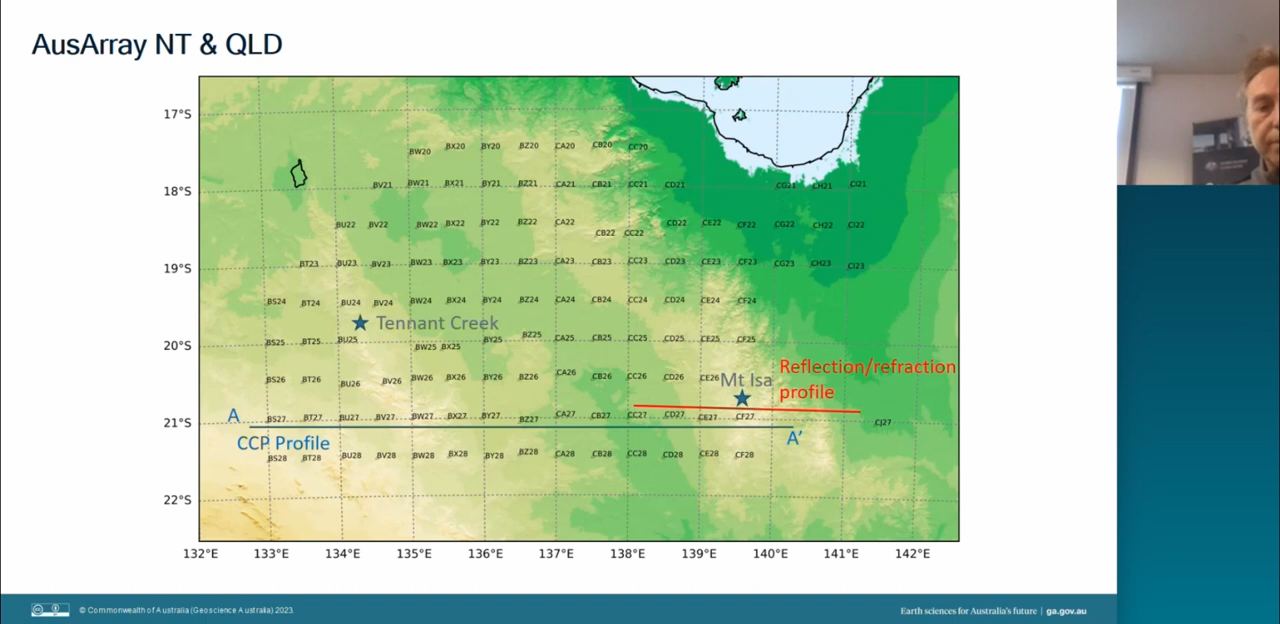 AusArray NT & QLD
17°S
BW20 BX20 BY20 BZ20 CA20 CB20 CC20
18°S
BV21 BW21 BX21 BY21 BZ21 CA21 CB21 CC21 CD21 CG21 CH21 CI21
BU22 BV22 BW22 BX22 BY22 BZ22 CA22 CB22 CC22 CD22 CE22 CF22 CG22 CH22 CI22
19°S
BT23 BU23 BV23 BW23 BX23 BY23 BZ23 CA23 CB23 CC23 CD23 CE23 CF23 CG23 CH23 CI23
BS24 BT24 BU24 BV24 BW24 BX24 BY24 BZ24 CA24 CB24 CC24 CD24 CE24 CF24
Tennant Creek
20°S
BS25 BT25 BU25 BW25 BX25 BY25 BZ25 CA25 CB25 CC25 CD25 CE25 CF25
Reflection/refraction
profile
BS26 BT26 BU26 BV26 BW26 BX26 BY26 BZ26 CA26 CB26 CC26 CD26 CE26
Mt Isa
A
BS27 BT27 BU27 BV27 BW27 BX27 BY27 BZ27 CA27 CB27 CC27 CD27 CE27 CF27 CJ27
21°S
A'
CCP Profile
BS28 BT28 BU28 BV28 BW28 BX28 BY28 BZ28 CA28 CB28 CC28 CD28 CE28 CF28
22°S
132°E 133°E 134°E 135°E 136°E 137°E 138°E 139°E 140°E 141°E 142°E
© Commonwealth of Australia (Geoscience Australia) 2023.
Earth sciences for Australia's future | ga.gov.au